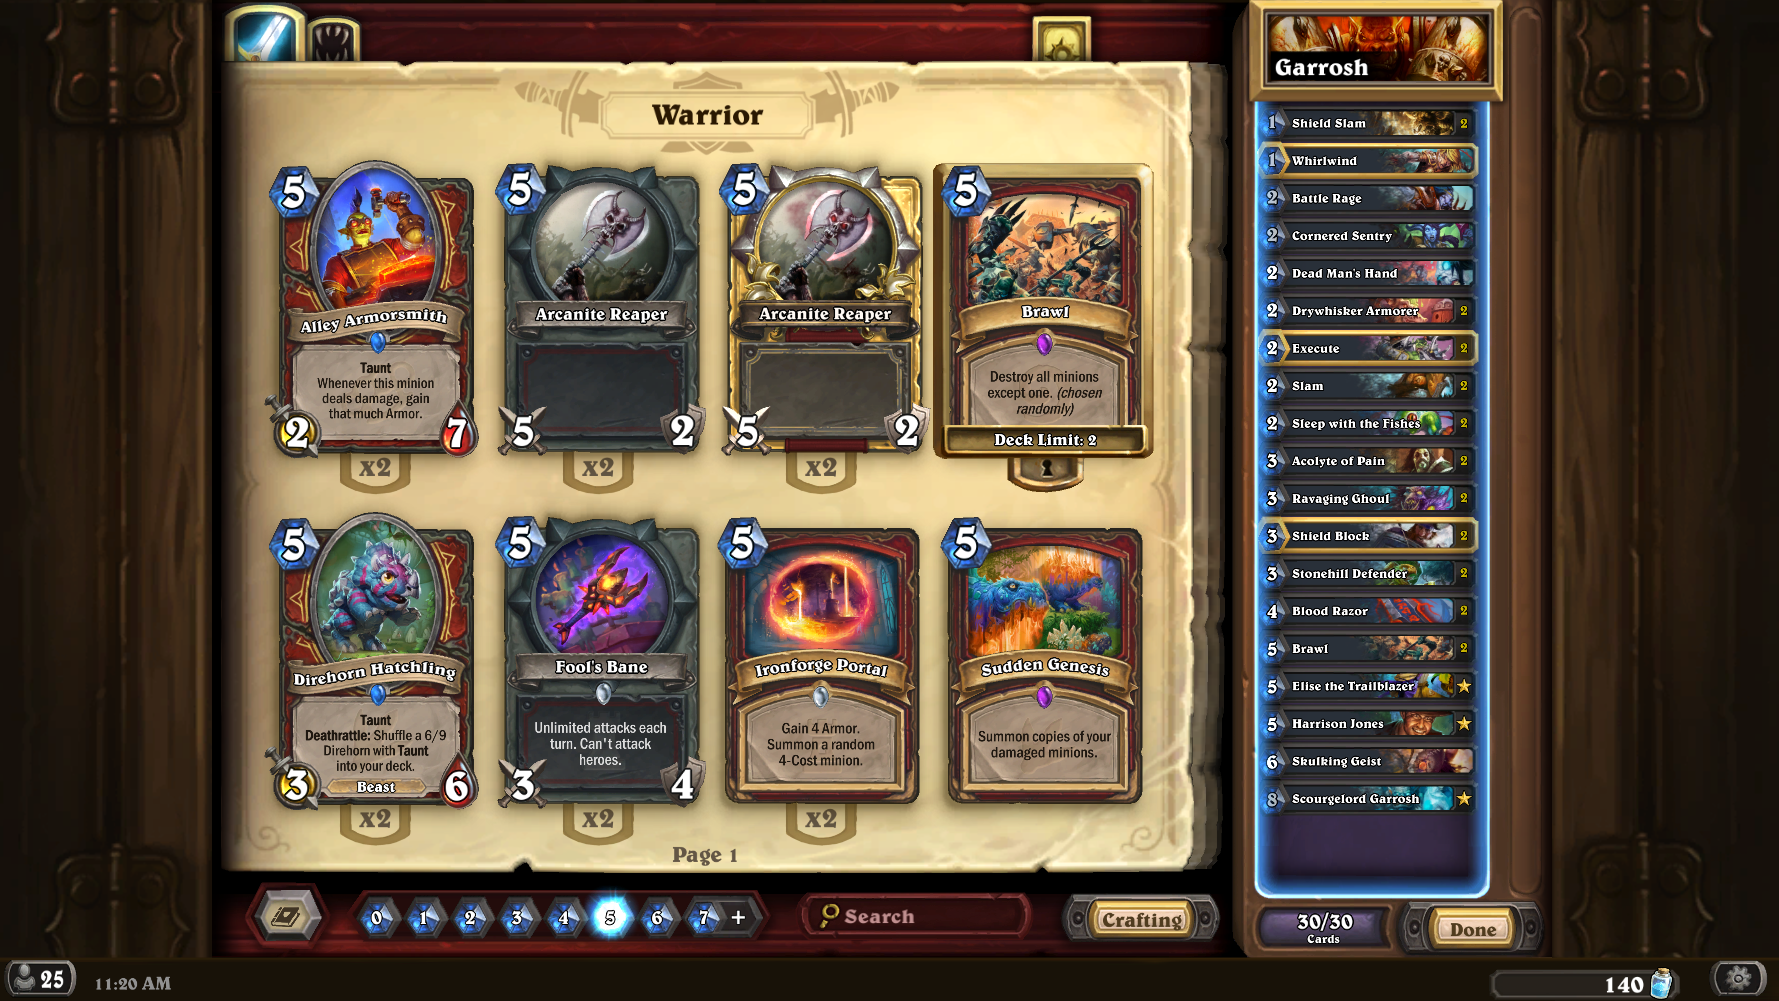 Warrior
5
Alley Armorsmith
Taunt
Whenever this minion
deals damage, gain
that much Armor.
2
7
x2
5
Arcanite Reaper
5
2
x2
5
Arcanite Reaper
5
2
x2
5
Brawl
Destroy all minions
except one. (chosen
randomly)
Deck Limit: 2
5
Direhorn Hatchling
Taunt
Deathrattle: Shuffle a 6/9
Direhorn with Taunt
into your deck.
Beast
3
6
x2
5
Fool's Bane
Unlimited attacks each
turn. Can't attack
heroes.
3
4
x2
5
Ironforge Portal
Gain 4 Armor.
Summon a random
4-Cost minion.
x2
5
Sudden Genesis
Summon copies of your
damaged minions.
Page 1
0 1 2 3 4 5 6 7 +
Search
Crafting
Garrosh
1 Shield Slam 2
1 Whirlwind
2 Battle Rage
2 Cornered Sentry
2 Dead Man's Hand
2 Drywhisker Armorer 2
2 Execute 2
2 Slam 2
2 Sleep with the Fishes 2
3 Acolyte of Pain 2
3 Ravaging Ghoul 2
3 Shield Block 2
3 Stonehill Defender 2
4 Blood Razor 2
5 Brawl 2
5 Elise the Trailblazer
5 Harrison Jones
6 Skulking Geist
8 Scourgelord Garrosh
30/30
Cards
Done
25
11:20 AM
140